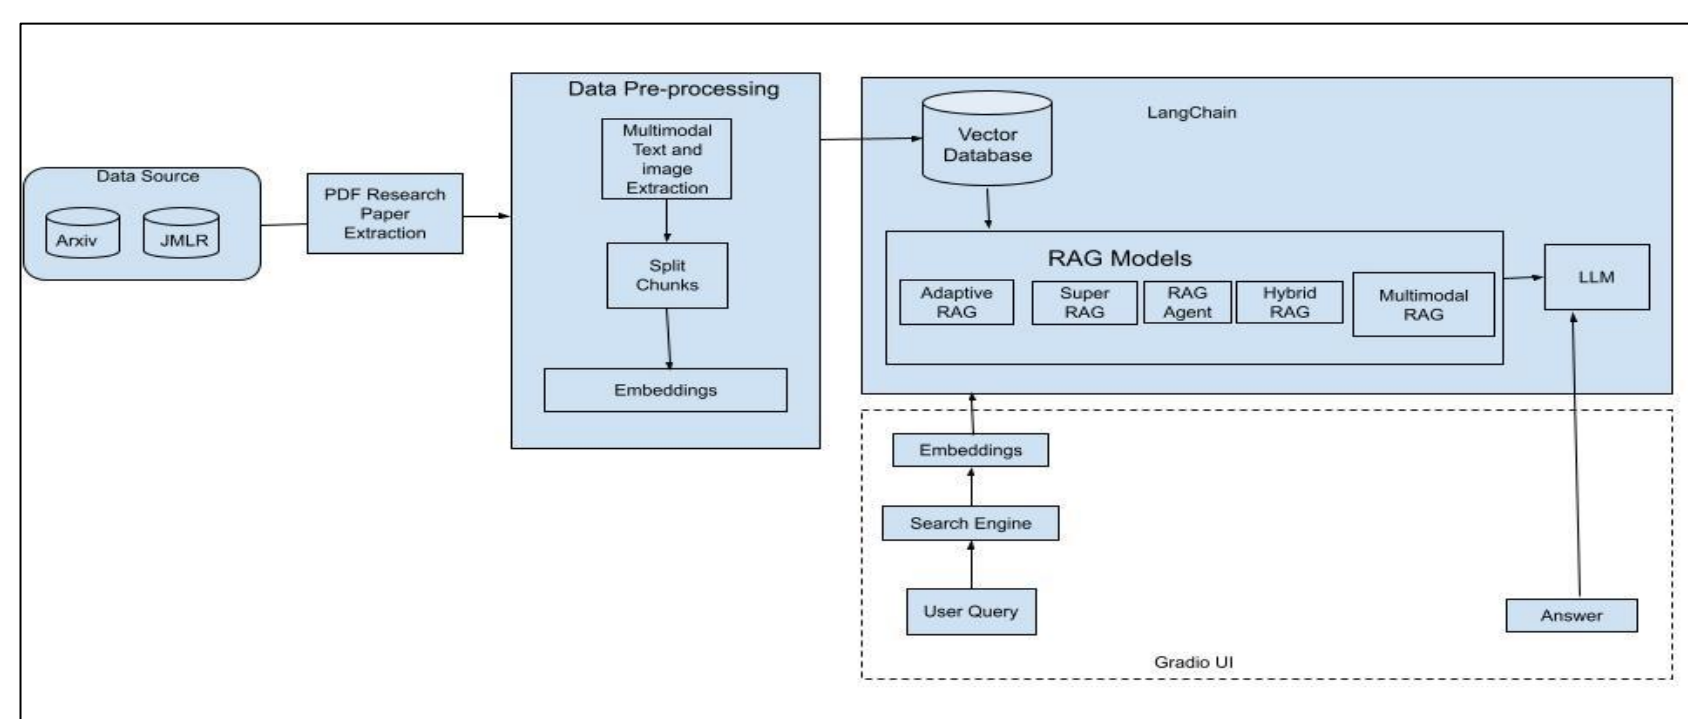 Data Source
Arxiv
JMLR
PDF Research
Paper
Extraction
Data Pre-processing
Multimodal
Text and
image
Extraction
Split
Chunks
Embeddings
LangChain
Vector
Database
RAG Models
Adaptive
RAG
Super
RAG
RAG
Agent
Hybrid
RAG
Multimodal
RAG
LLM
Embeddings
Search Engine
User Query
Answer
Gradio UI